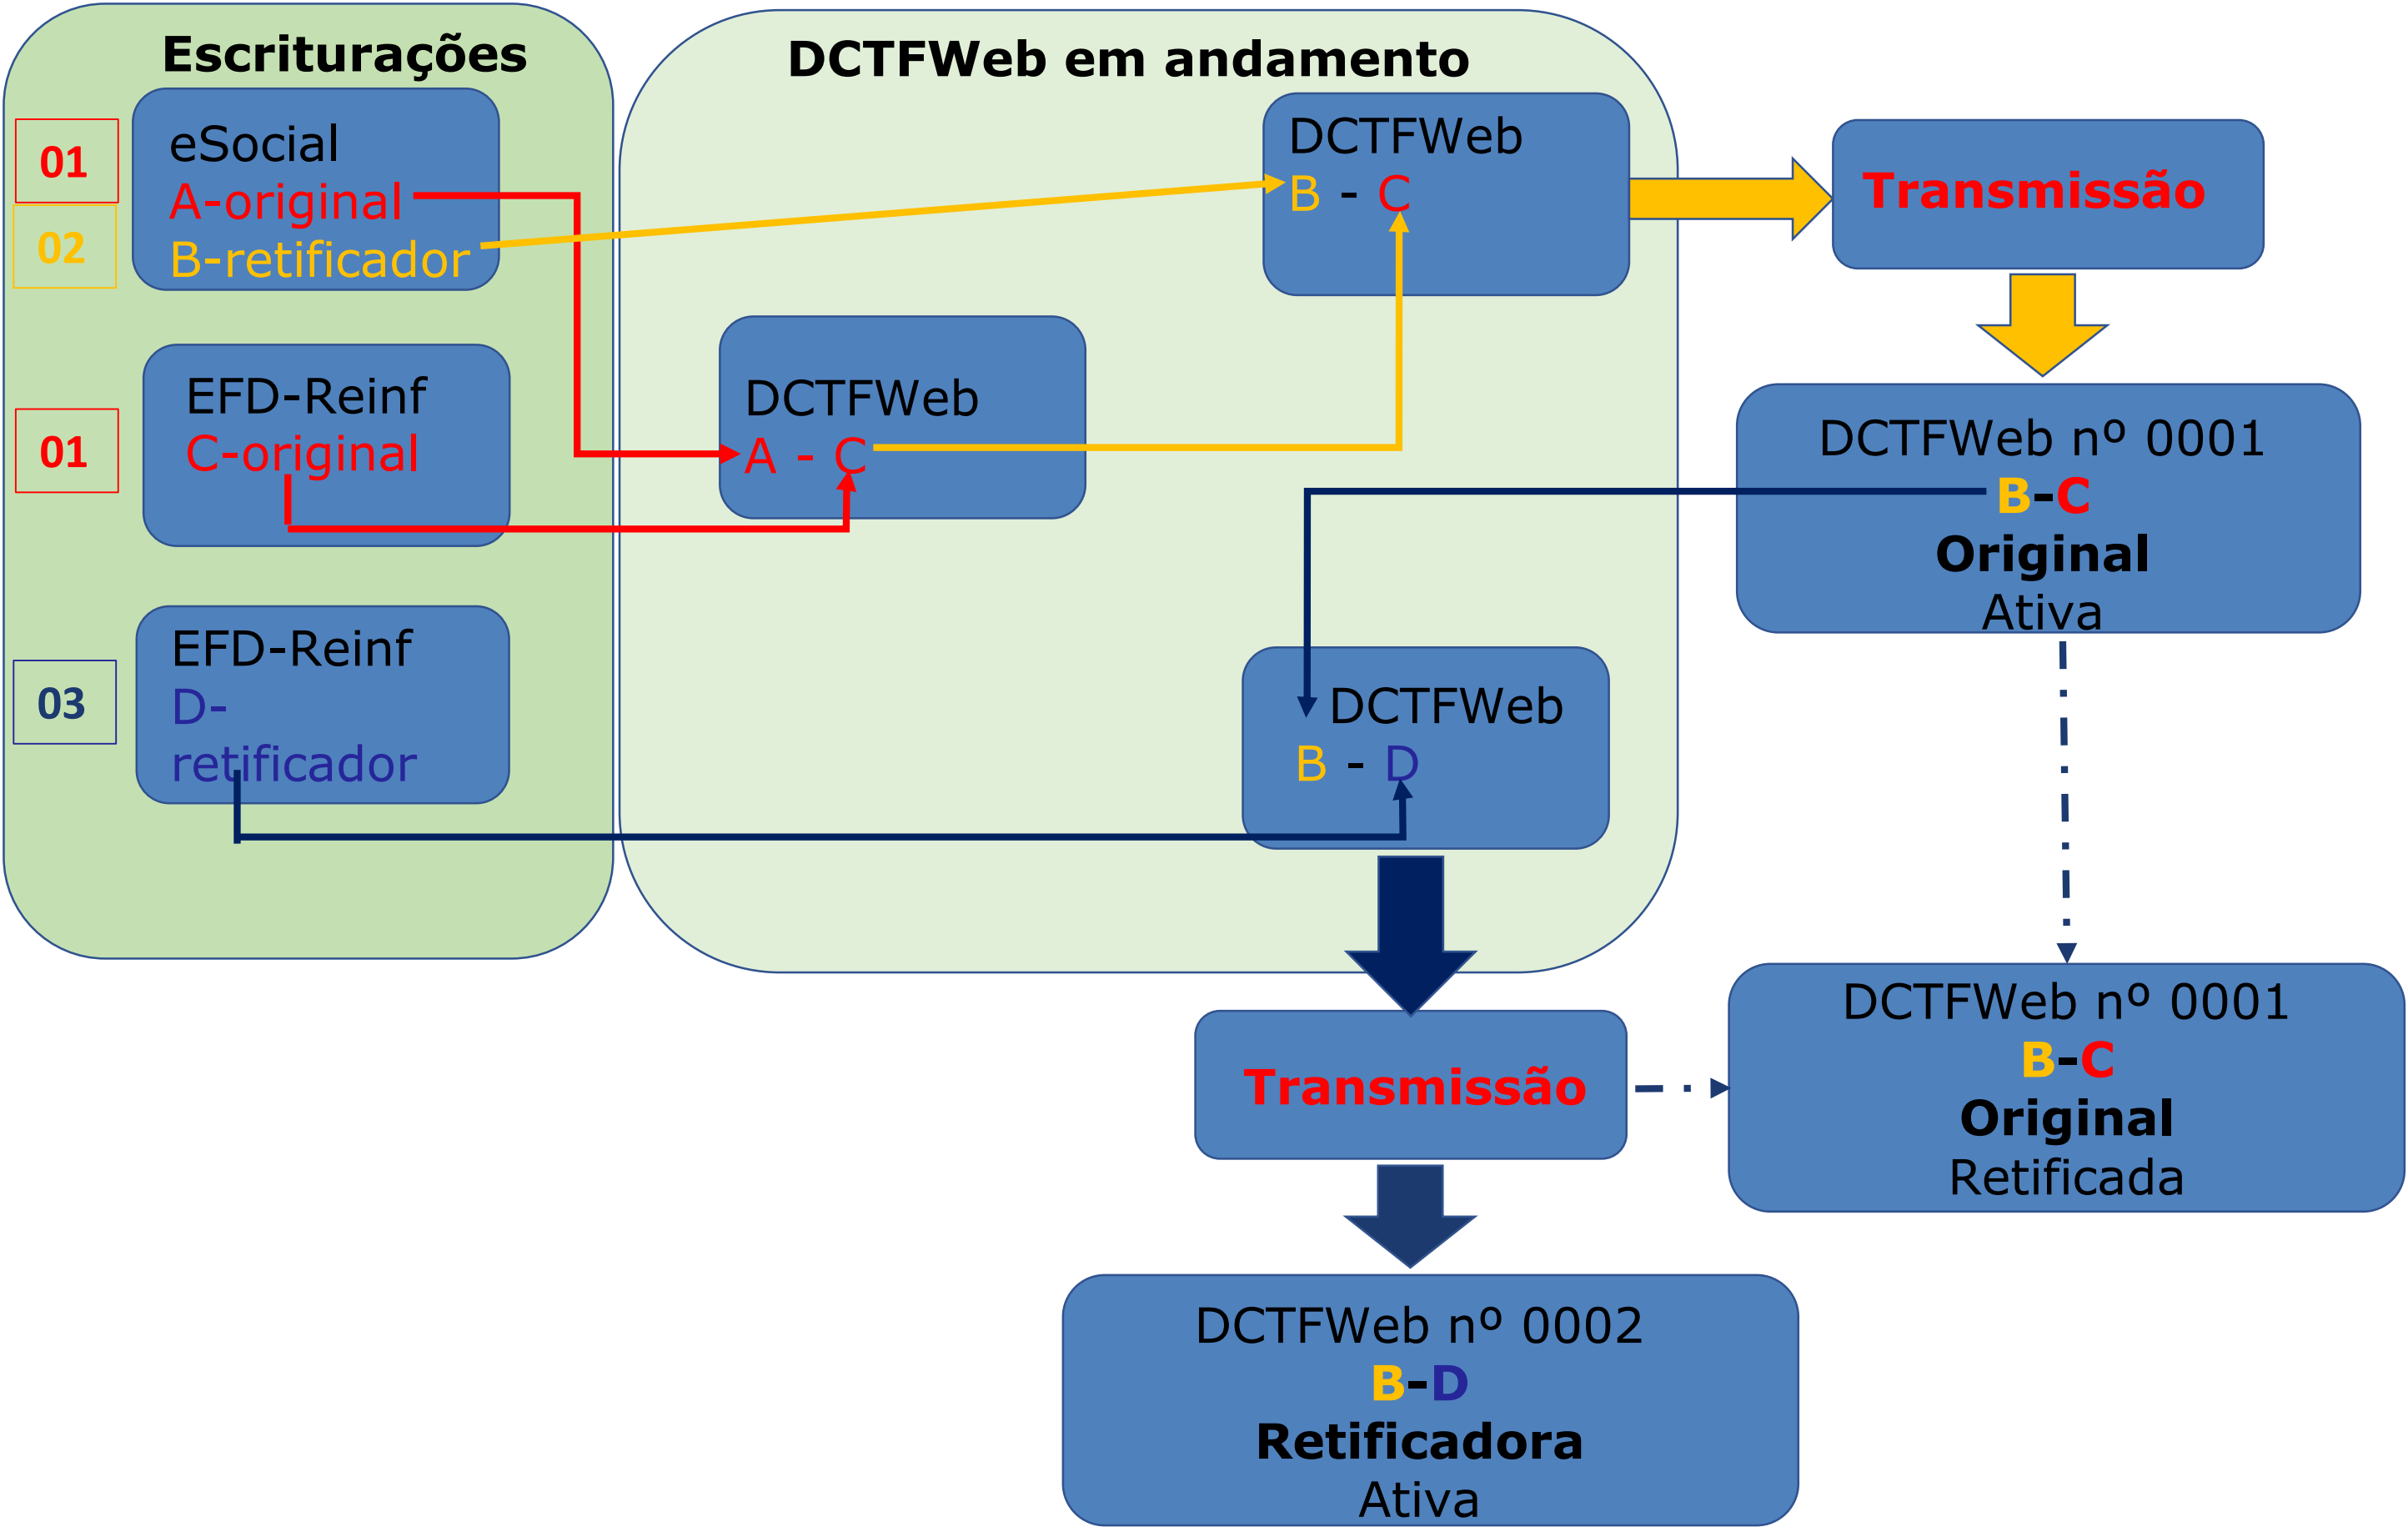 Escriturações
01
02
eSocial
A-original
B-retificador
01
EFD-Reinf
C-original
03
EFD-Reinf
D-
retificador
DCTFWeb em andamento
DCTFWeb
A - C
DCTFWeb
B - C
DCTFWeb
B - D
Transmissão
DCTFWeb nº 0001
B-C
Original
Ativa
Transmissão
DCTFWeb nº 0001
B-C
Original
Retificada
DCTFWeb nº 0002
B-D
Retificadora
Ativa